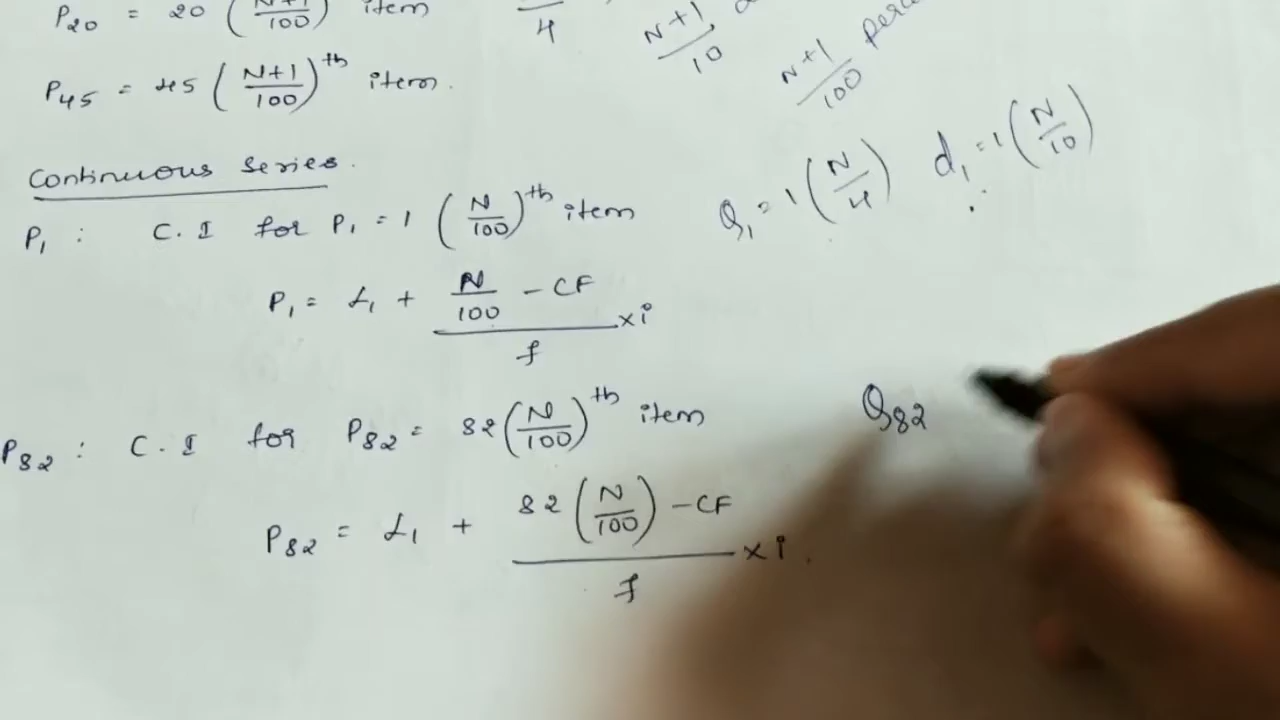 P20 = 20 (N+1/100) item
4
N+1/10,
P45 = 45 (N+1/100)th item.
N+1/100
Continuous Series.
P1 : C.I for P1 = 1 (N/100)th item
Q1 = 1 (N/4) d1 = 1 (N/10)
P1 = L1 + N/100 - CF / f × i
P82 : C.I for P82 = 82 (N/100)th item
Q82
P82 = L1 + 82 (N/100) - CF / f × i.